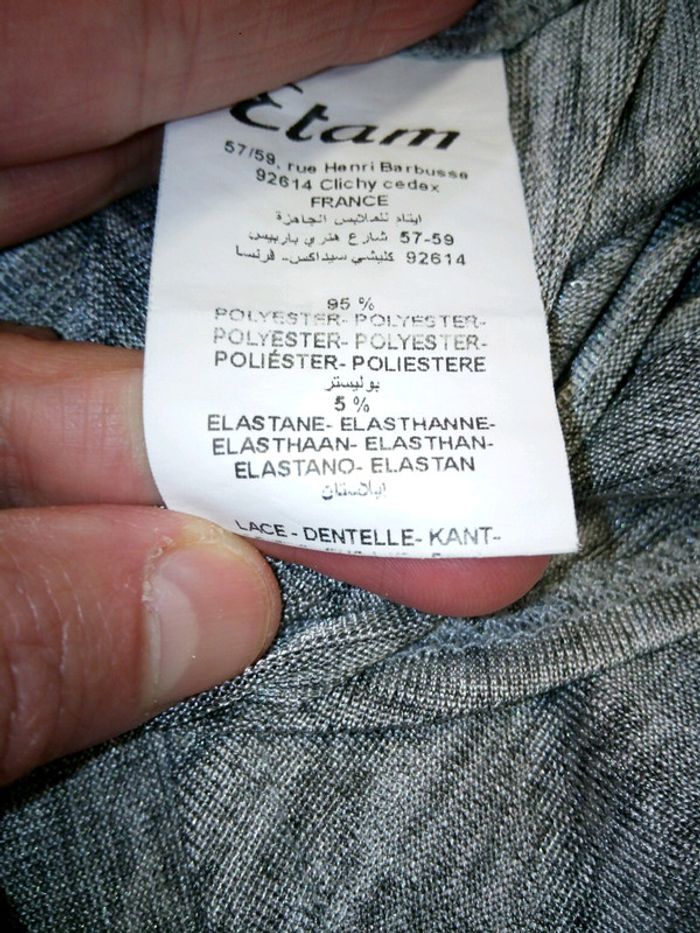 Etam
57/59, rue Henri Barbusse
92614 Clichy cedex
FRANCE
ايتام للملابس الجاهزة
57-59 شارع هنري باربيس
92614 كليشي سيداكس.. فرنسا
95 %
POLYESTER- POLYESTER-
POLYESTER- POLYESTER-
POLIÉSTER- POLIESTERE
بوليستر
5 %
ELASTANE- ELASTHANNE-
ELASTHAAN- ELASTHAN-
ELASTANO- ELASTAN
إيلاستان
LACE - DENTELLE- KANT-